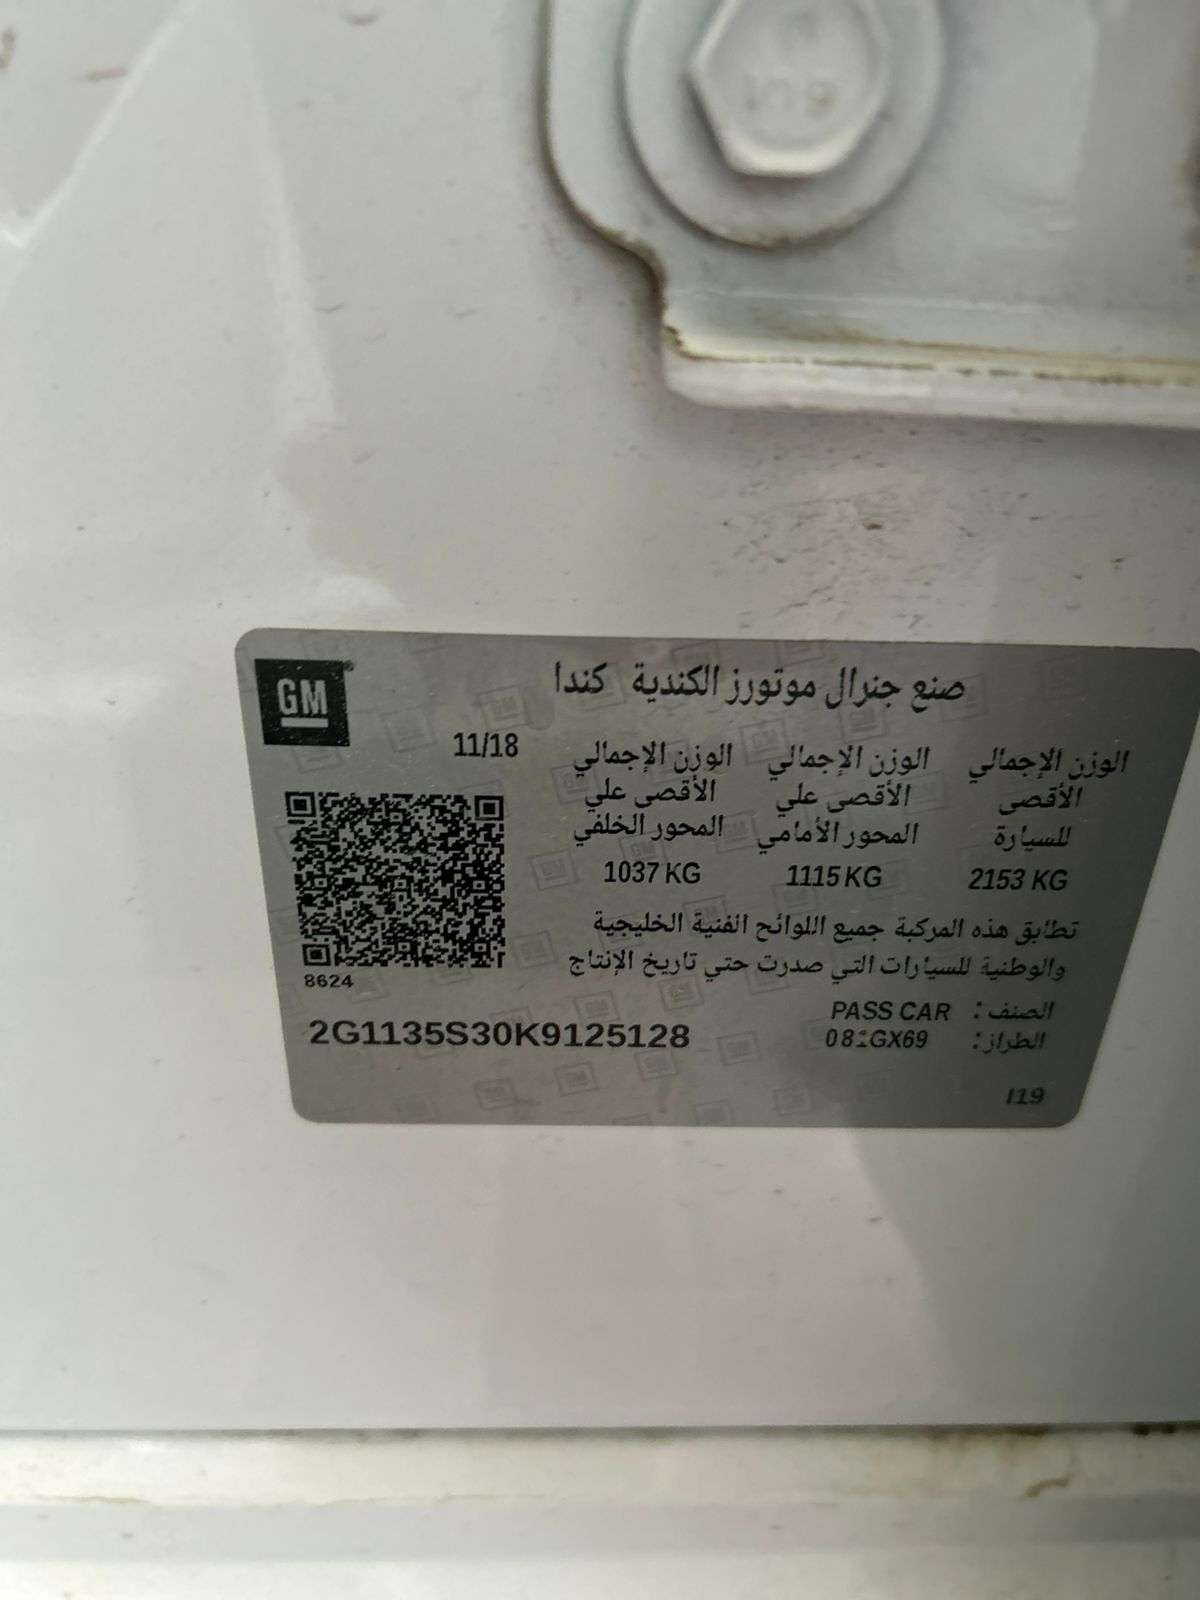 GM
صنع جنرال موتورز الكندية كندا
11/18
الوزن الإجمالي الوزن الإجمالي الوزن الإجمالي
الأقصى الأقصى علي الأقصى علي
للسيارة المحور الأمامي المحور الخلفي
2153 KG 1115 KG 1037 KG
تطابق هذه المركبة جميع اللوائح الفنية الخليجية
والوطنية للسيارات التي صدرت حتي تاريخ الإنتاج
8624
الصنف : PASS CAR
2G1135S30K9125128
الطراز : 081GX69
I19